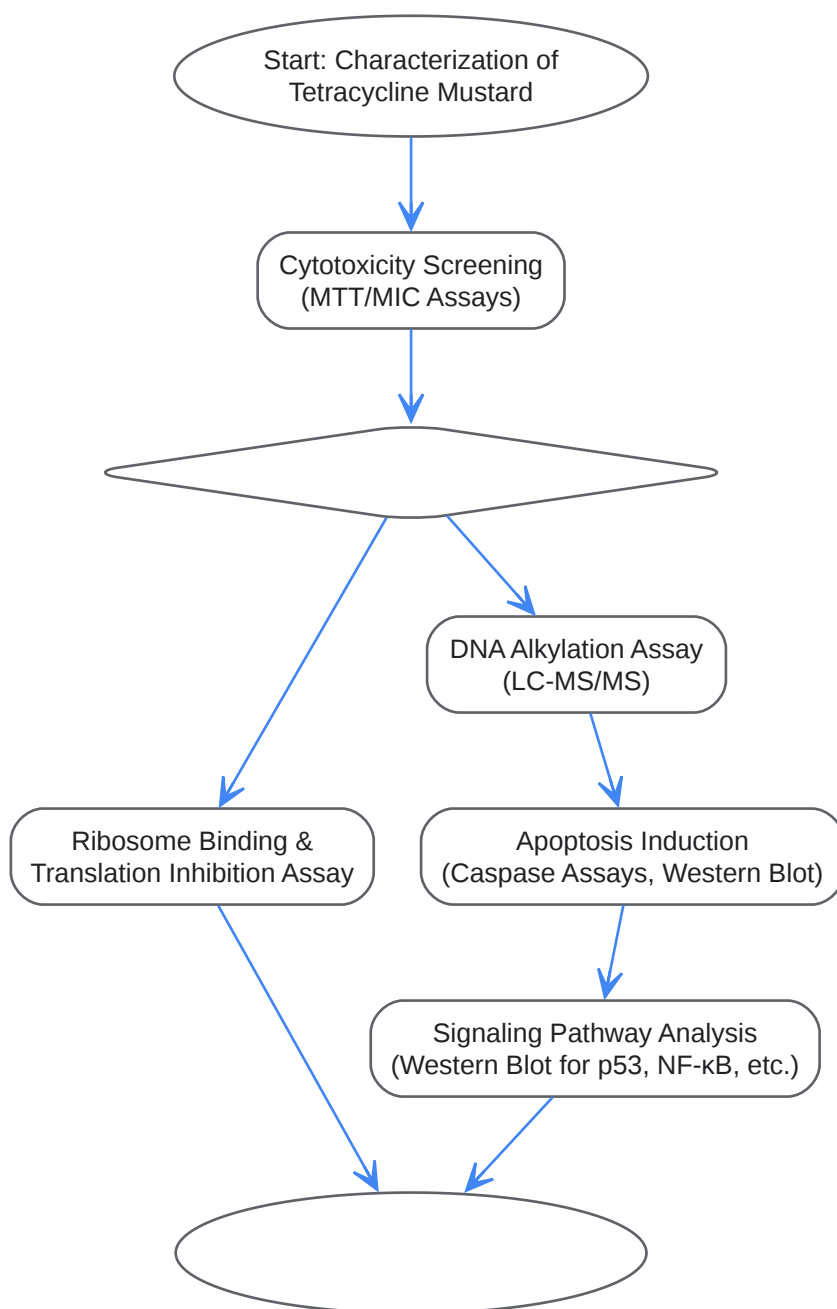 Start: Characterization of
Tetracycline Mustard
Cytotoxicity Screening
(MTT/MIC Assays)
DNA Alkylation Assay
(LC-MS/MS)
Ribosome Binding &
Translation Inhibition Assay
Apoptosis Induction
(Caspase Assays, Western Blot)
Signaling Pathway Analysis
(Western Blot for p53, NF-κB, etc.)